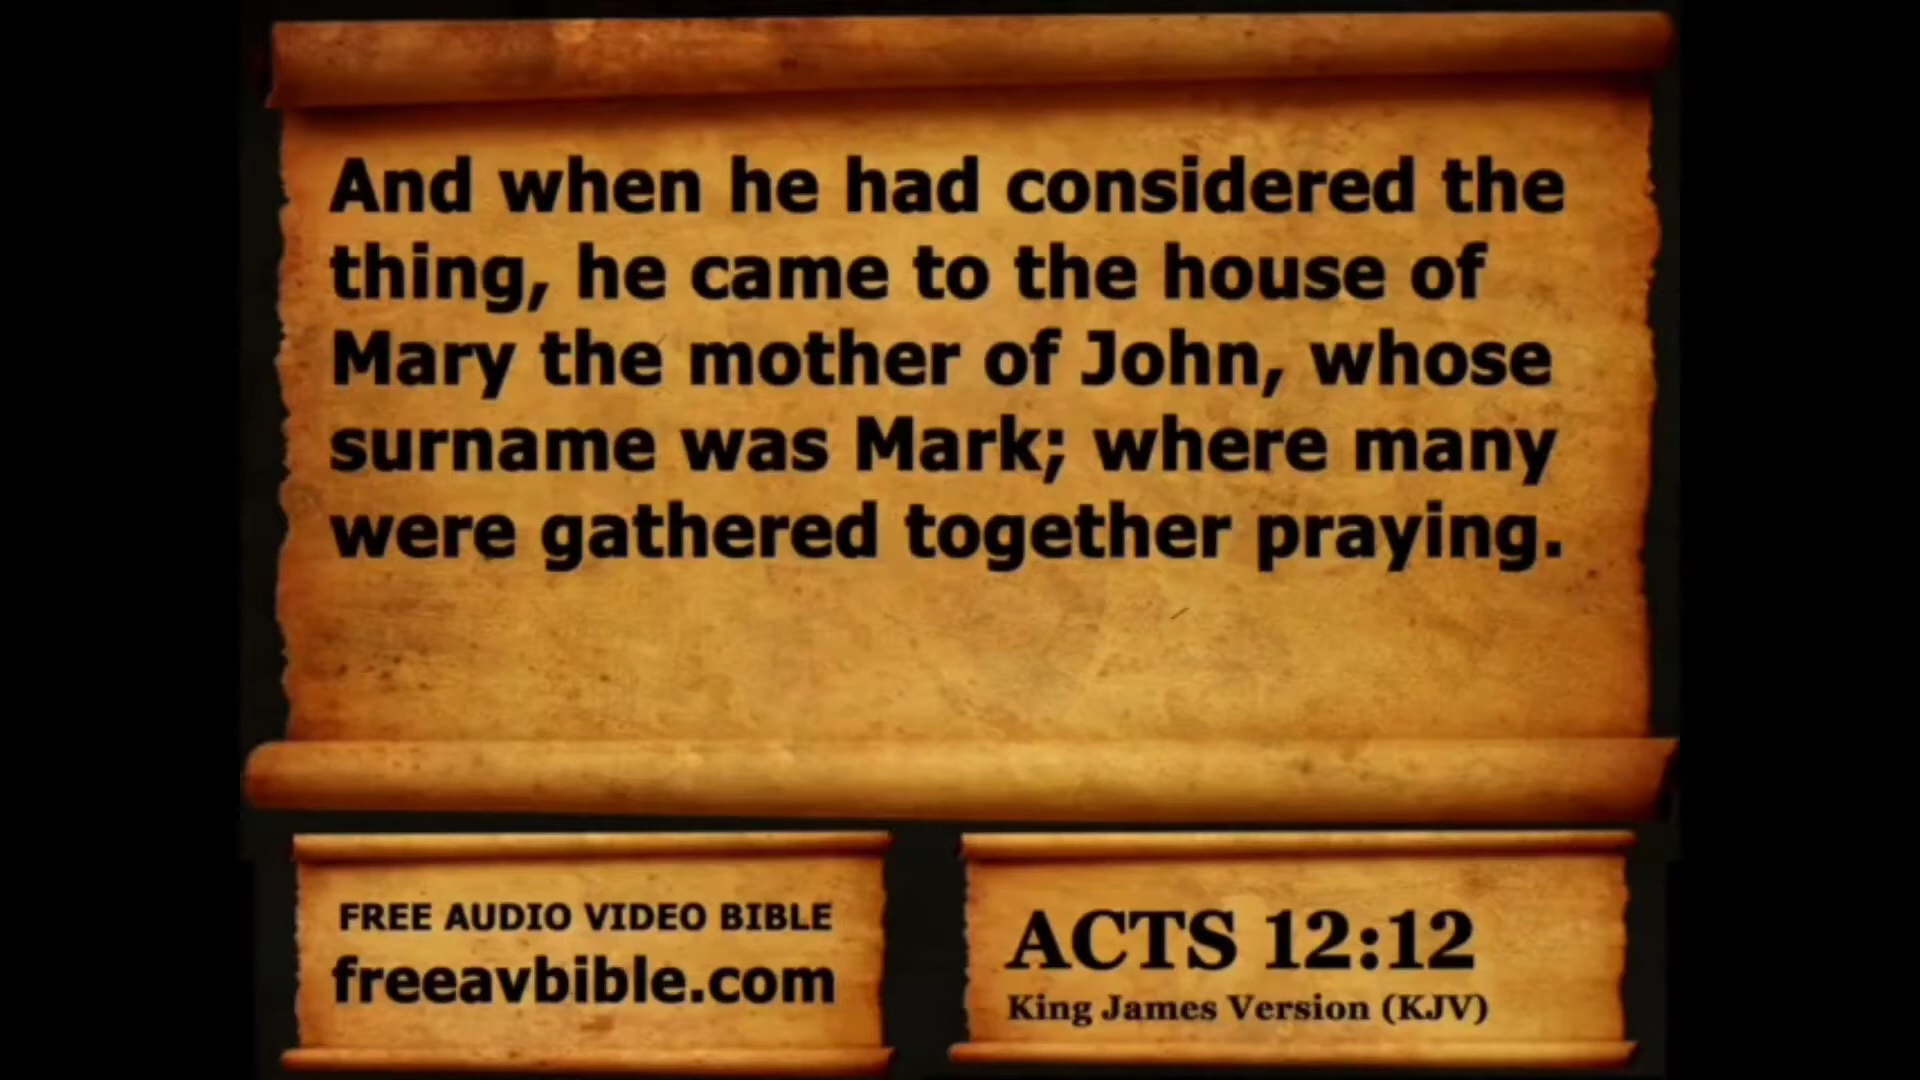 And when he had considered the
thing, he came to the house of
Mary the mother of John, whose
surname was Mark; where many
were gathered together praying.
FREE AUDIO VIDEO BIBLE
freeavbible.com
ACTS 12:12
King James Version (KJV)